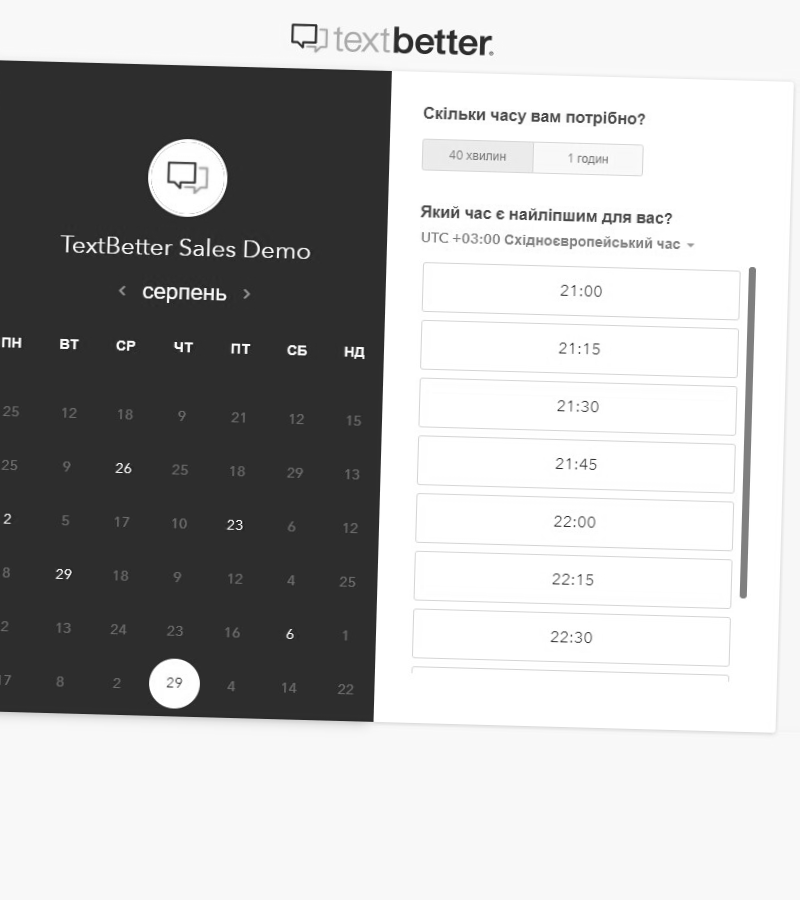 textbetter®
TextBetter Sales Demo
серпень
ПН ВТ СР ЧТ ПТ СБ НД
25 12 18 9 21 12 15
25 9 26 25 18 29 13
2 5 17 10 23 6 12
8 29 18 9 12 4 25
2 13 24 23 16 6 1
17 8 2 29 4 14 22
Скільки часу вам потрібно?
40 хвилин 1 годин
Який час є найліпшим для вас?
UTC +03:00 Східноєвропейський час
21:00
21:15
21:30
21:45
22:00
22:15
22:30